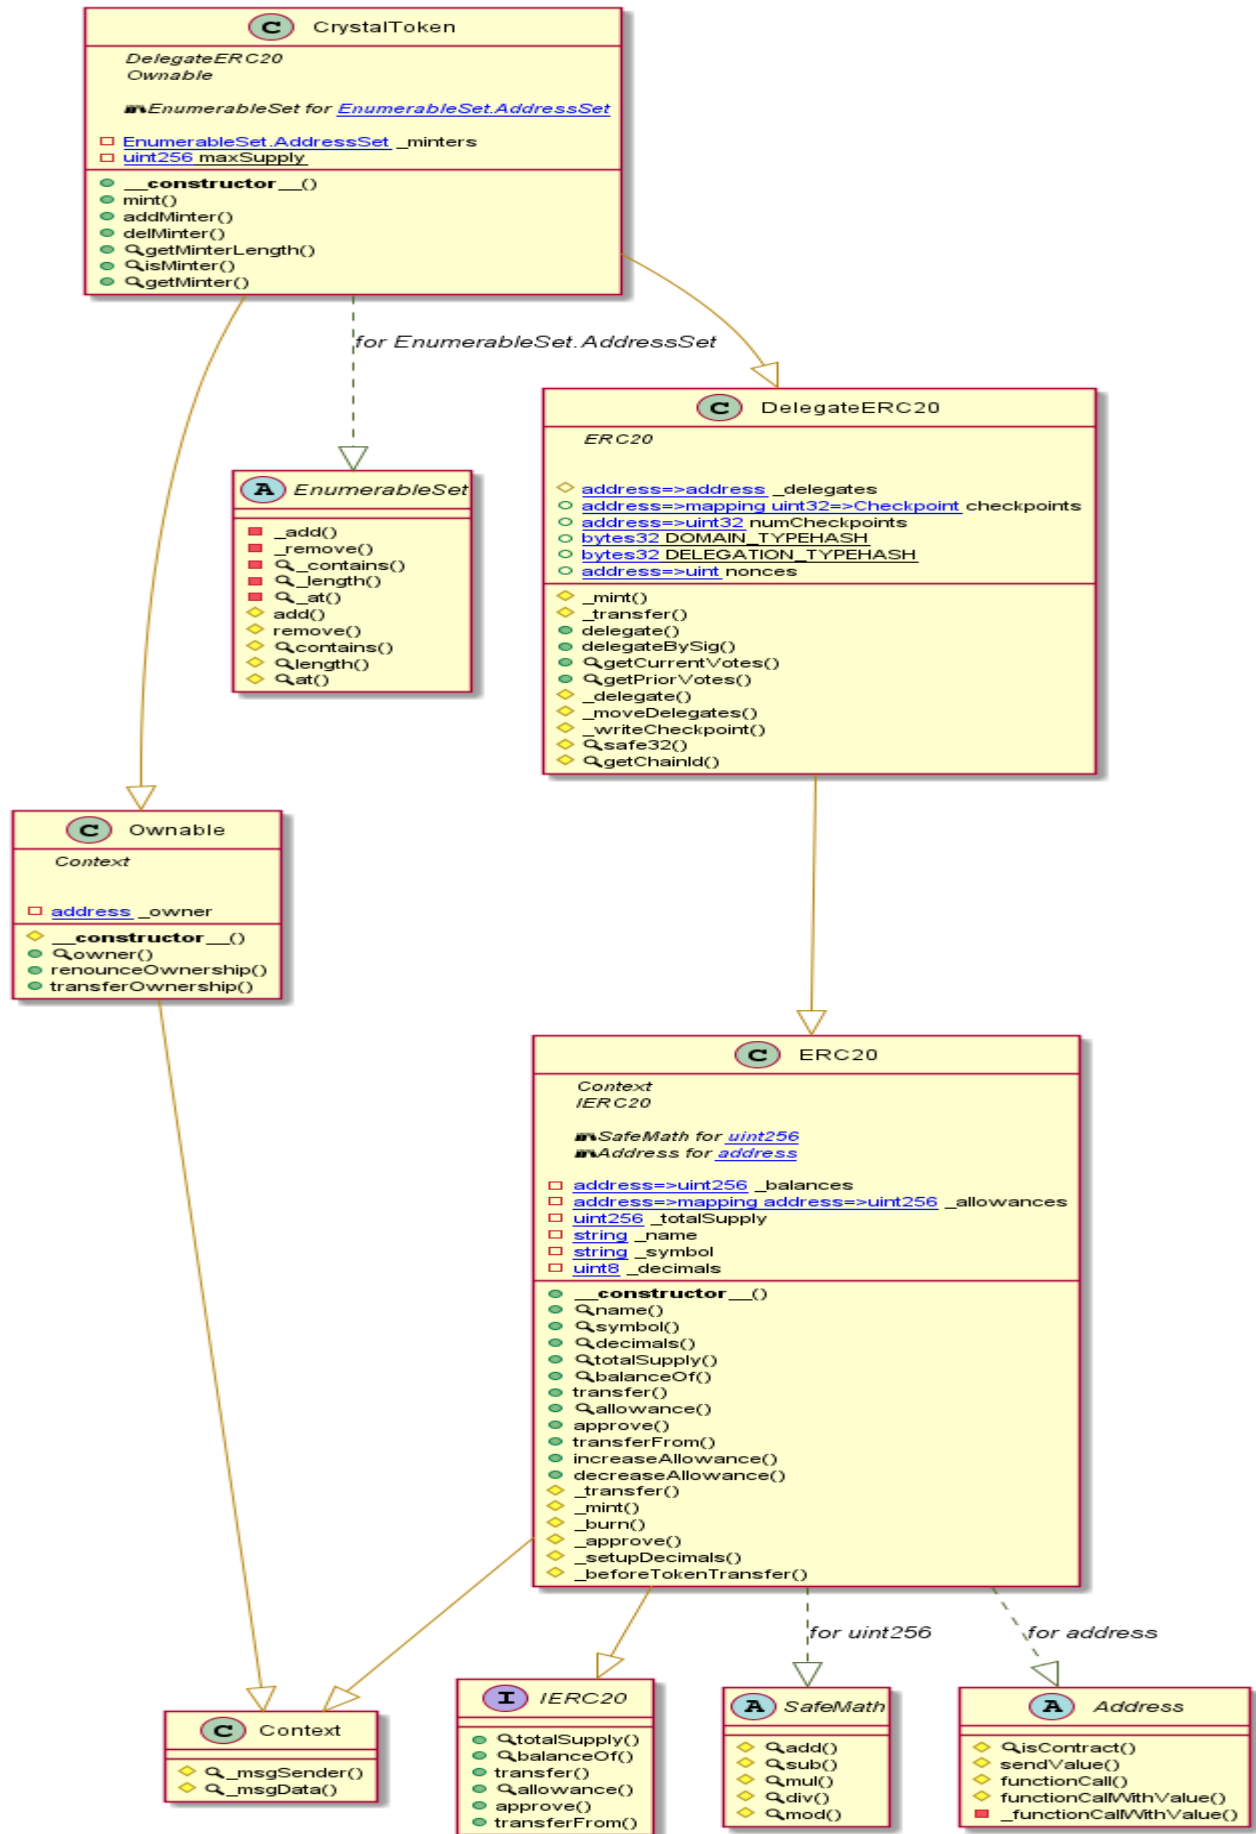 C CrystalToken
DelegateERC20
Ownable
EnumerableSet for EnumerableSet.AddressSet
EnumerableSet.AddressSet _minters
uint256 maxSupply
__constructor__()
mint()
addMinter()
delMinter()
getMinterLength()
isMinter()
getMinter()
for EnumerableSet.AddressSet
C DelegateERC20
ERC20
address=>address _delegates
address=>mapping uint32=>Checkpoint checkpoints
address=>uint32 numCheckpoints
bytes32 DOMAIN_TYPEHASH
bytes32 DELEGATION_TYPEHASH
address=>uint nonces
_mint()
_transfer()
delegate()
delegateBySig()
getCurrentVotes()
getPriorVotes()
_delegate()
_moveDelegates()
_writeCheckpoint()
safe32()
getChainId()
A EnumerableSet
_add()
_remove()
_contains()
_length()
_at()
add()
remove()
contains()
length()
at()
C Ownable
Context
address _owner
__constructor__()
owner()
renounceOwnership()
transferOwnership()
C ERC20
Context
IERC20
SafeMath for uint256
Address for address
address=>uint256 _balances
address=>mapping address=>uint256 _allowances
uint256 _totalSupply
string _name
string _symbol
uint8 _decimals
__constructor__()
name()
symbol()
decimals()
totalSupply()
balanceOf()
transfer()
allowance()
approve()
transferFrom()
increaseAllowance()
decreaseAllowance()
_transfer()
_mint()
_burn()
_approve()
_setupDecimals()
_beforeTokenTransfer()
for uint256
for address
C Context
_msgSender()
_msgData()
I IERC20
totalSupply()
balanceOf()
transfer()
allowance()
approve()
transferFrom()
A SafeMath
add()
sub()
mul()
div()
mod()
A Address
isContract()
sendValue()
functionCall()
functionCallWithValue()
_functionCallWithValue()